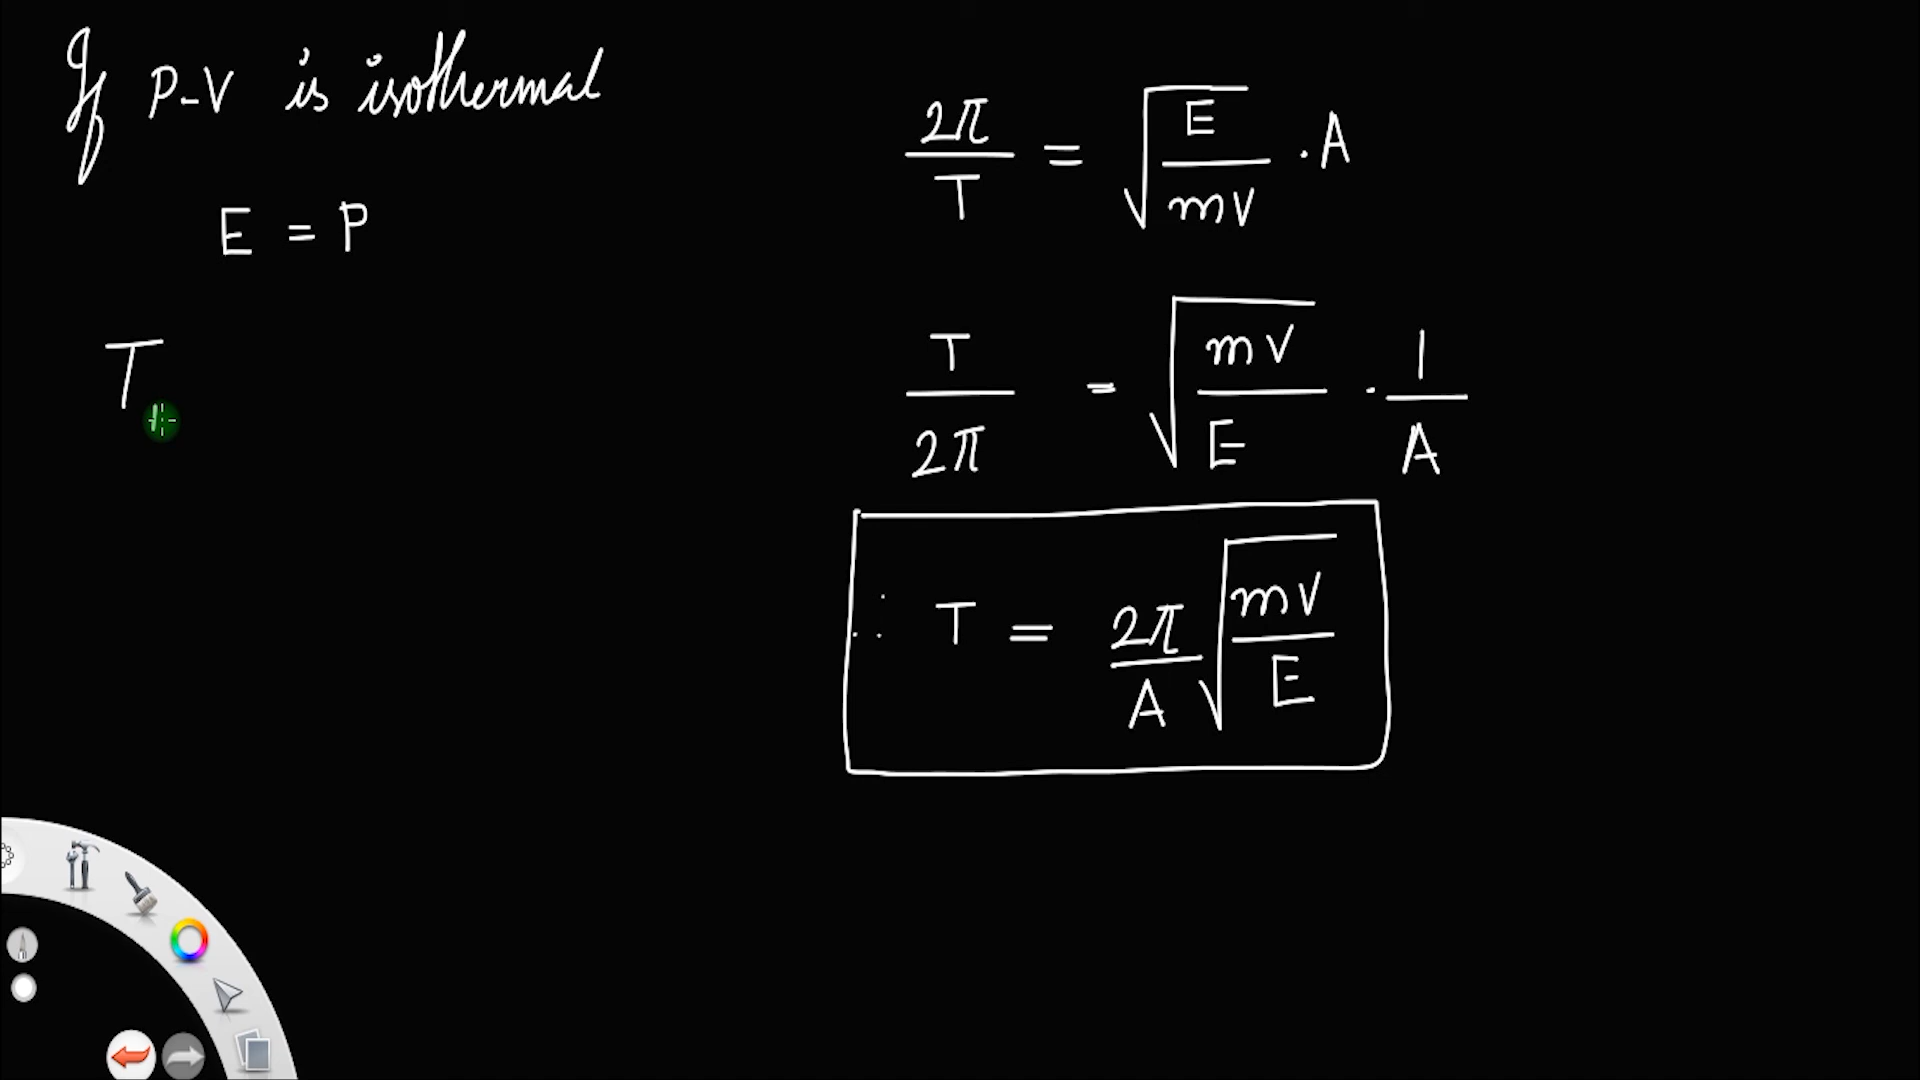 If P-V is isothermal
E = P
T
2π/T = √(E/mV) · A
T/2π = √(mV/E) · 1/A
∴ T = 2π/A √(mV/E)